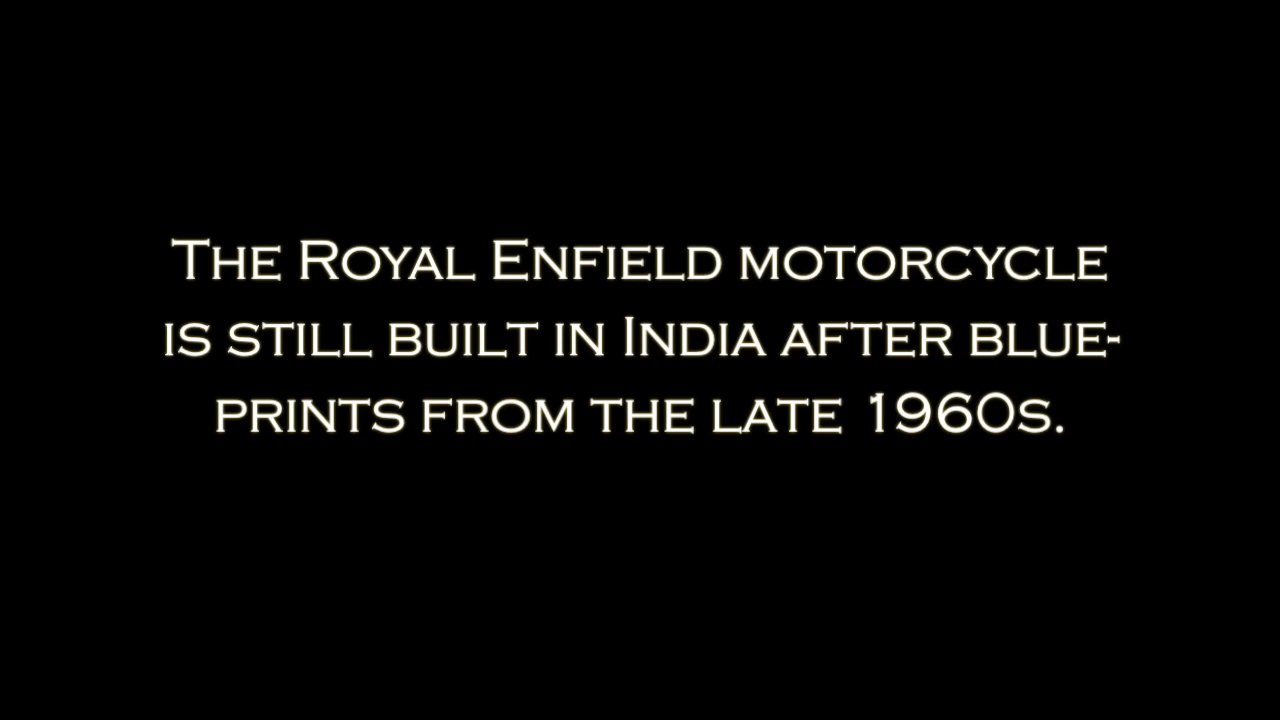 The Royal Enfield motorcycle
is still built in India after blue-
prints from the late 1960s.